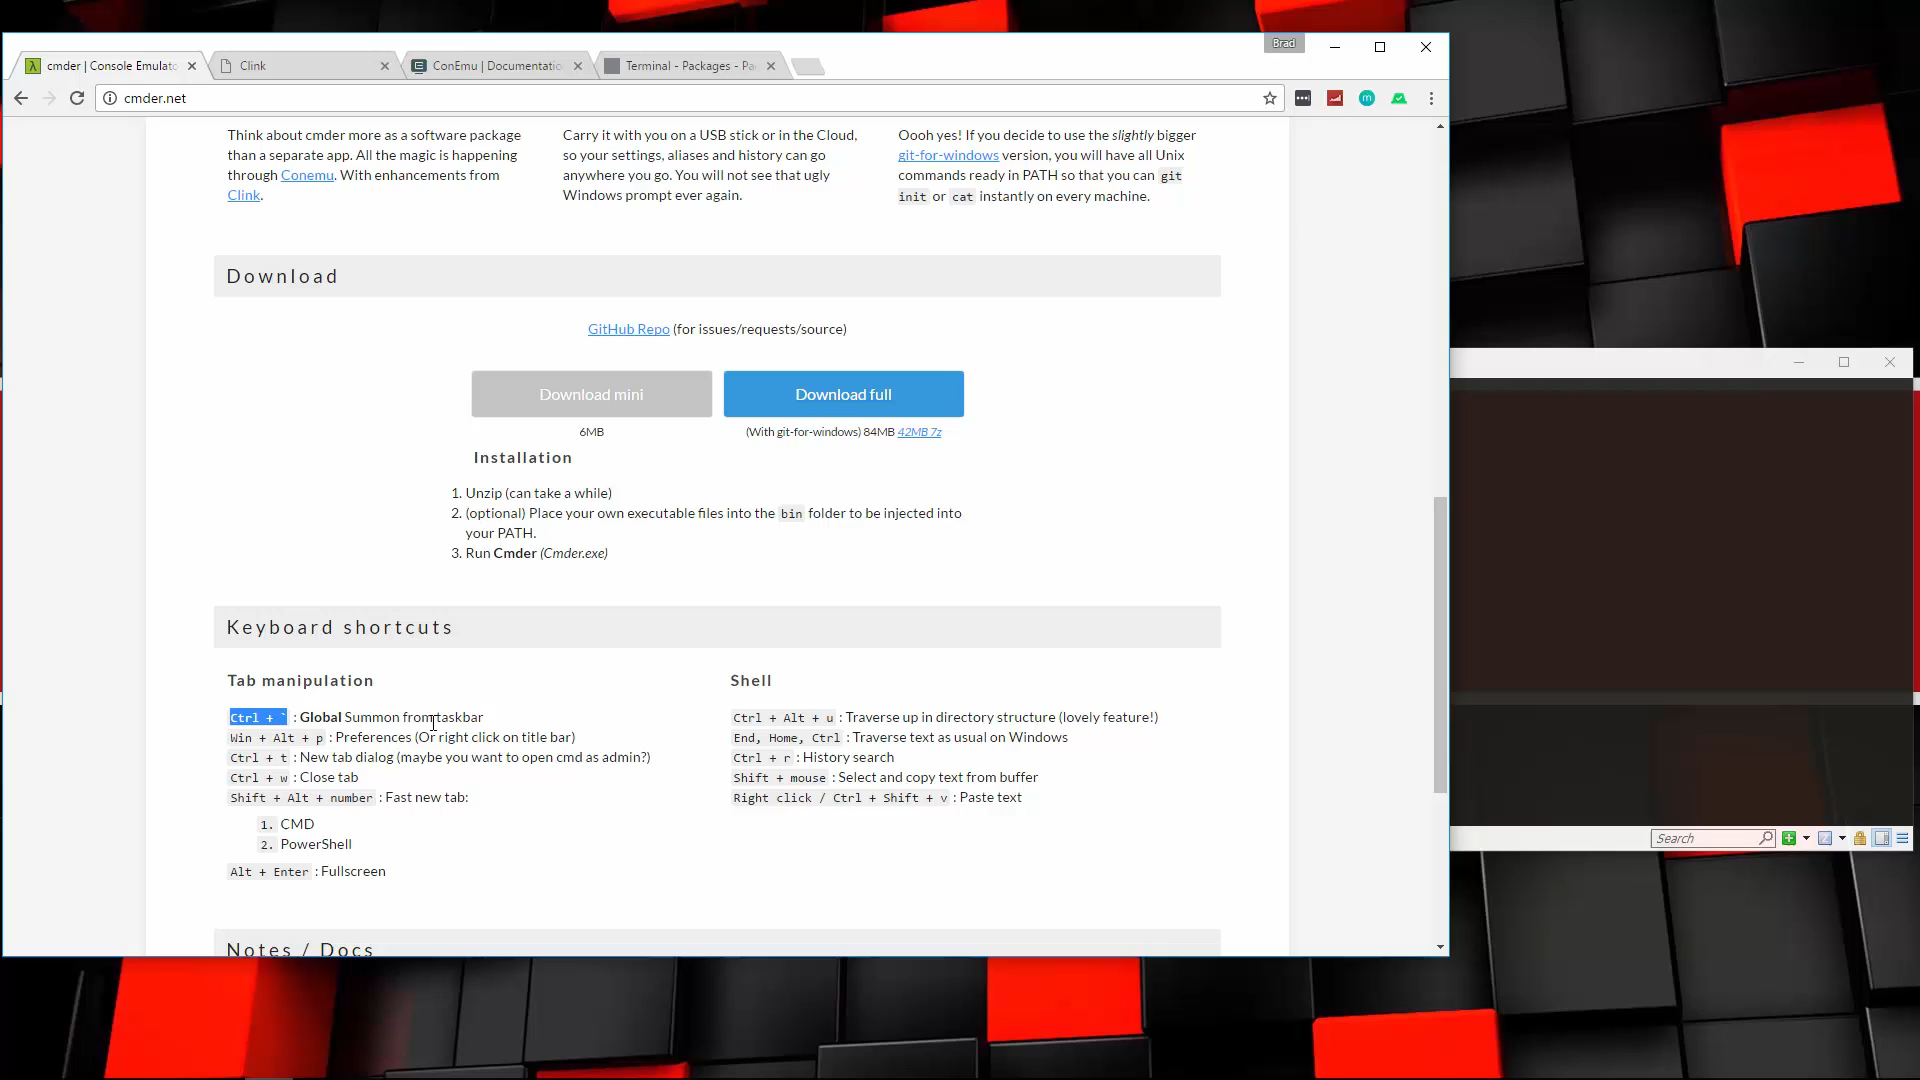 Brad
cmder | Console Emulato
Clink
ConEmu | Documentatio
Terminal - Packages - Pa
cmder.net
Think about cmder more as a software package
than a separate app. All the magic is happening
through Conemu. With enhancements from
Clink.
Carry it with you on a USB stick or in the Cloud,
so your settings, aliases and history can go
anywhere you go. You will not see that ugly
Windows prompt ever again.
Oooh yes! If you decide to use the slightly bigger
git-for-windows version, you will have all Unix
commands ready in PATH so that you can git
init or cat instantly on every machine.
Download
GitHub Repo (for issues/requests/source)
Download mini
6MB
Download full
(With git-for-windows) 84MB 42MB 7z
Installation
1. Unzip (can take a while)
2. (optional) Place your own executable files into the bin folder to be injected into
your PATH.
3. Run Cmder (Cmder.exe)
Keyboard shortcuts
Tab manipulation
Ctrl + ` : Global Summon from taskbar
Win + Alt + p : Preferences (Or right click on title bar)
Ctrl + t : New tab dialog (maybe you want to open cmd as admin?)
Ctrl + w : Close tab
Shift + Alt + number : Fast new tab:
1. CMD
2. PowerShell
Alt + Enter : Fullscreen
Shell
Ctrl + Alt + u : Traverse up in directory structure (lovely feature!)
End, Home, Ctrl : Traverse text as usual on Windows
Ctrl + r : History search
Shift + mouse : Select and copy text from buffer
Right click / Ctrl + Shift + v : Paste text
Notes / Docs
Search